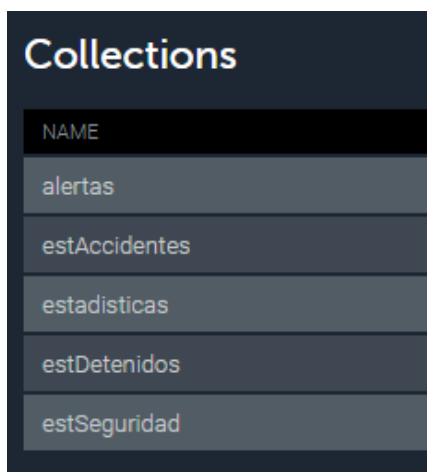 Collections
NAME
alertas
estAccidentes
estadisticas
estDetenidos
estSeguridad